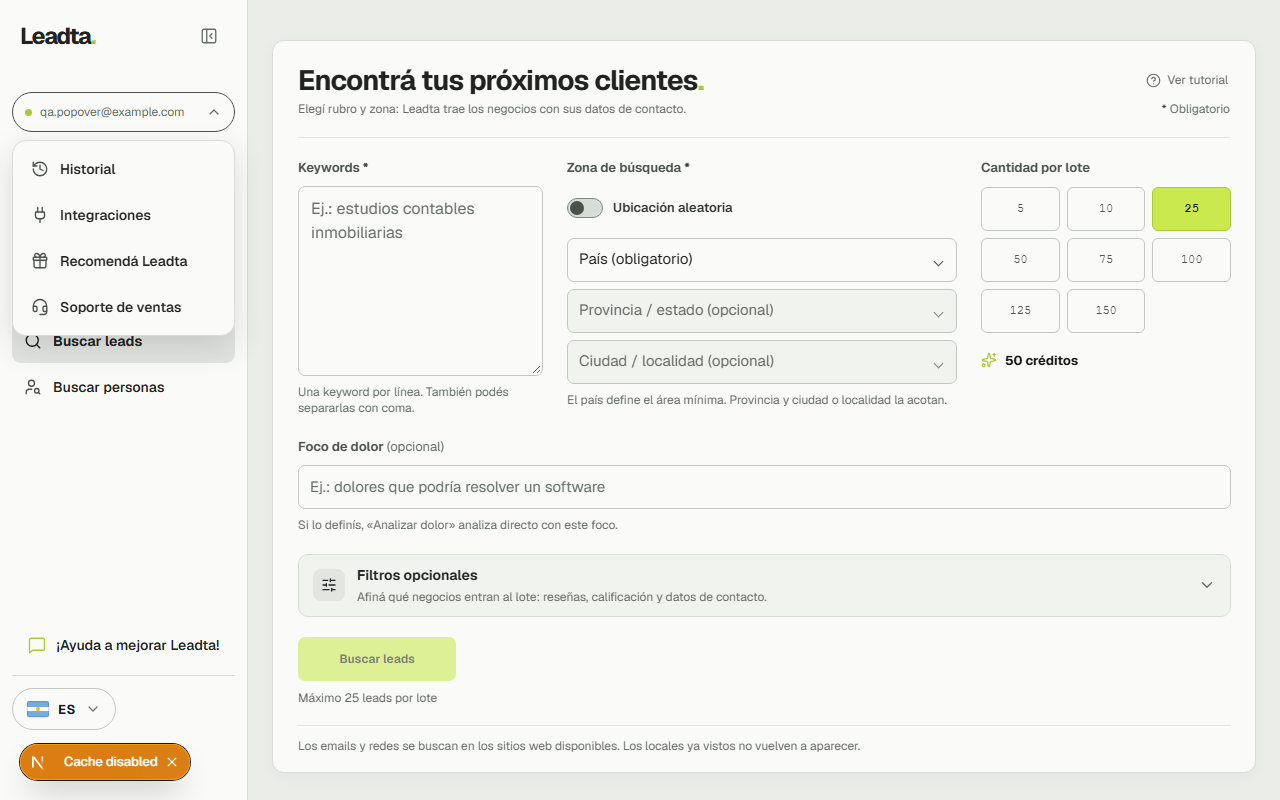 Leadta.
qa.popover@example.com
Historial
Integraciones
Recomendá Leadta
Soporte de ventas
Buscar leads
Buscar personas
¡Ayuda a mejorar Leadta!
ES
Cache disabled
Encontrá tus próximos clientes.
Elegí rubro y zona: Leadta trae los negocios con sus datos de contacto.
Ver tutorial
* Obligatorio
Keywords *
Ej.: estudios contables
inmobiliarias
Una keyword por línea. También podés
separarlas con coma.
Zona de búsqueda *
Ubicación aleatoria
País (obligatorio)
Provincia / estado (opcional)
Ciudad / localidad (opcional)
El país define el área mínima. Provincia y ciudad o localidad la acotan.
Cantidad por lote
5 10 25
50 75 100
125 150
50 créditos
Foco de dolor (opcional)
Ej.: dolores que podría resolver un software
Si lo definís, «Analizar dolor» analiza directo con este foco.
Filtros opcionales
Afiná qué negocios entran al lote: reseñas, calificación y datos de contacto.
Buscar leads
Máximo 25 leads por lote
Los emails y redes se buscan en los sitios web disponibles. Los locales ya vistos no vuelven a aparecer.